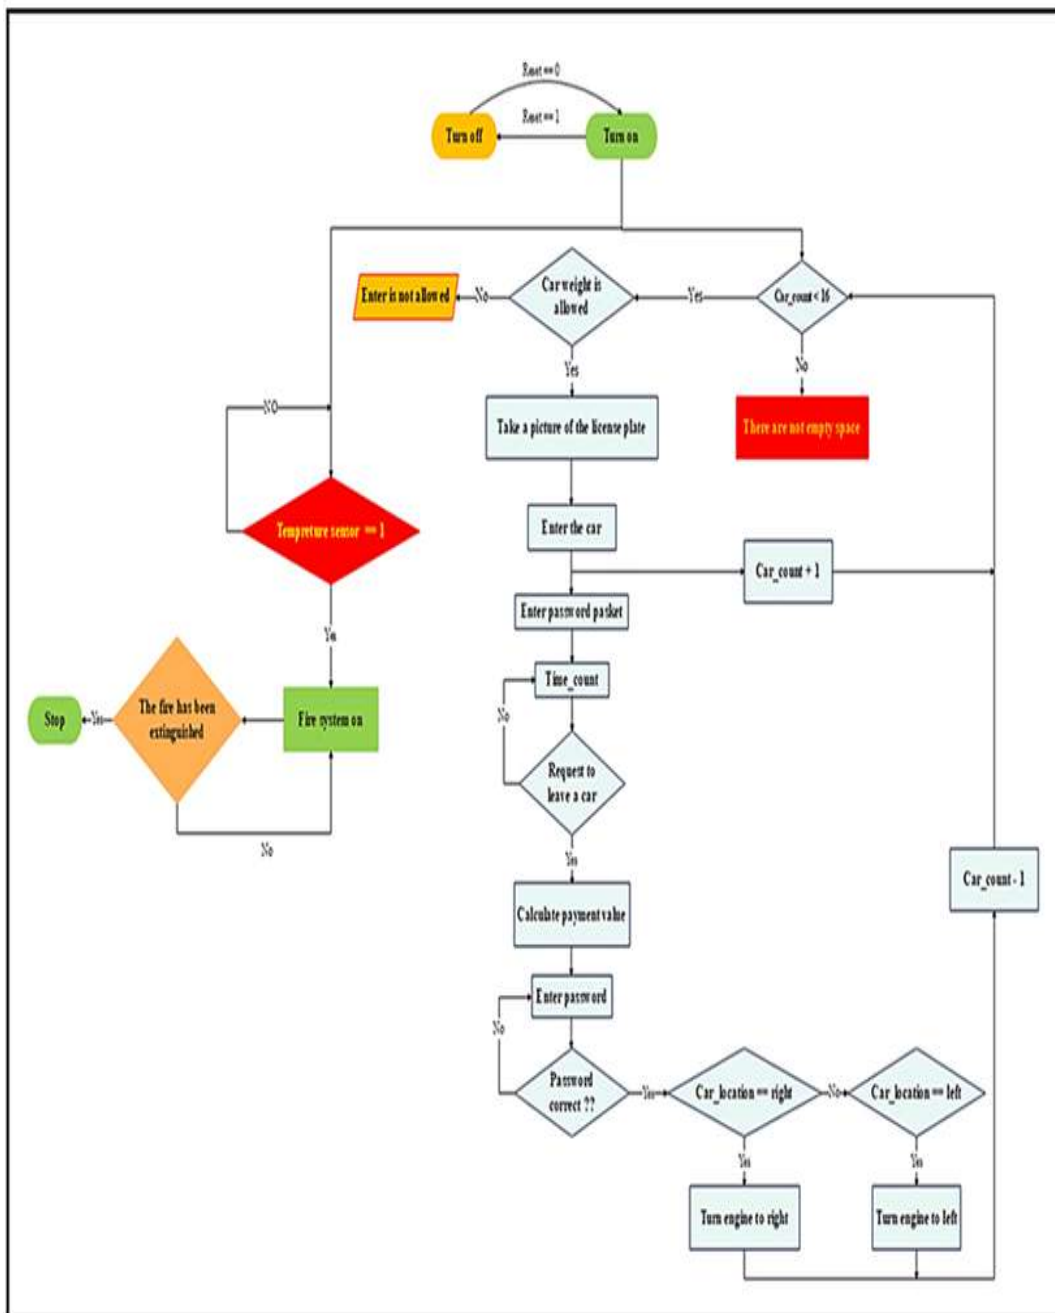 Reset == 0
Turn off
Reset == 1
Turn on
Enter is not allowed
No
Car weight is
allowed
Yes
Car_count < 16
Yes
No
NO
Take a picture of the license plate
There are not empty space
Tempreture sensor == 1
Enter the car
Car_count + 1
Enter password pasket
Yes
Time_count
Stop
Yes
The fire has been
extinguished
Fire system on
No
Request to
leave a car
No
Yes
Car_count - 1
Calculate payment value
Enter password
No
Password
correct ??
Yes
Car_location == right
No
Car_location == left
Yes
Yes
Turn engine to right
Turn engine to left